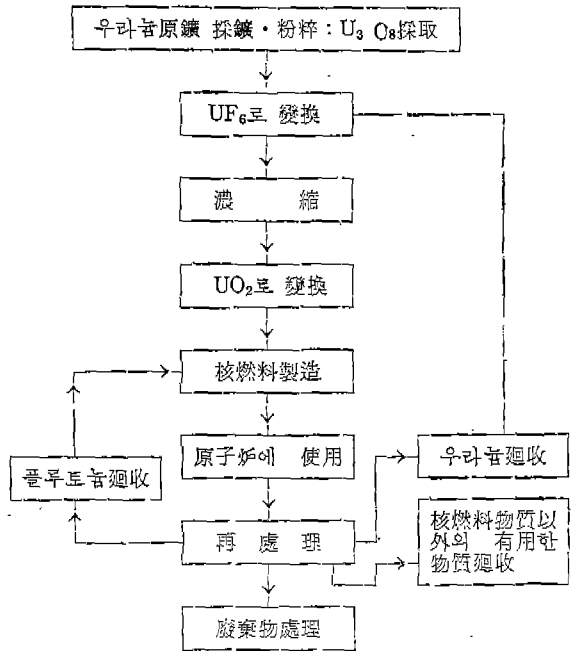 우라늄原鑛 採鑛·粉粹 : U₃ O₈採取
UF₆로 變換
濃 縮
UO₂로 變換
核燃料製造
原子炉에 使用
우라늄廻收
플루토늄廻收
再 處 理
核燃料物質以
外의 有用한
物質廻收
廢棄物處理